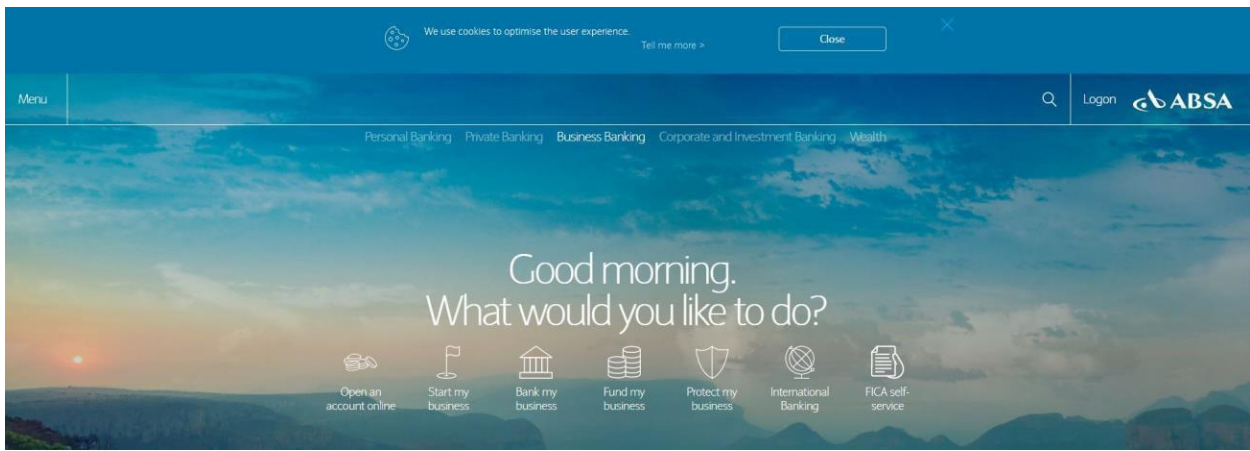 We use cookies to optimise the user experience.
Tell me more >
Close
Menu
Logon
ABSA
Personal Banking Private Banking Business Banking Corporate and Investment Banking Wealth
Good morning.
What would you like to do?
Open an
account online
Start my
business
Bank my
business
Fund my
business
Protect my
business
International
Banking
FICA self-
service